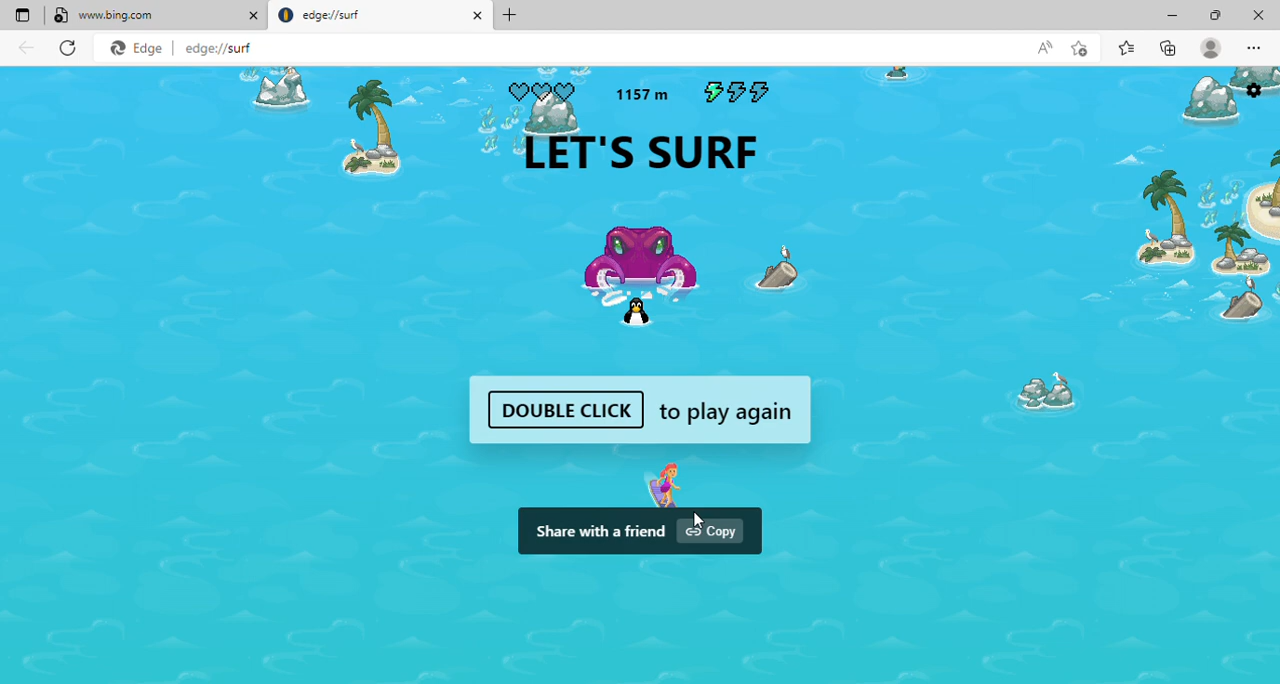 www.bing.com
edge://surf
Edge
edge://surf
1157 m
LET'S SURF
DOUBLE CLICK to play again
Share with a friend Copy